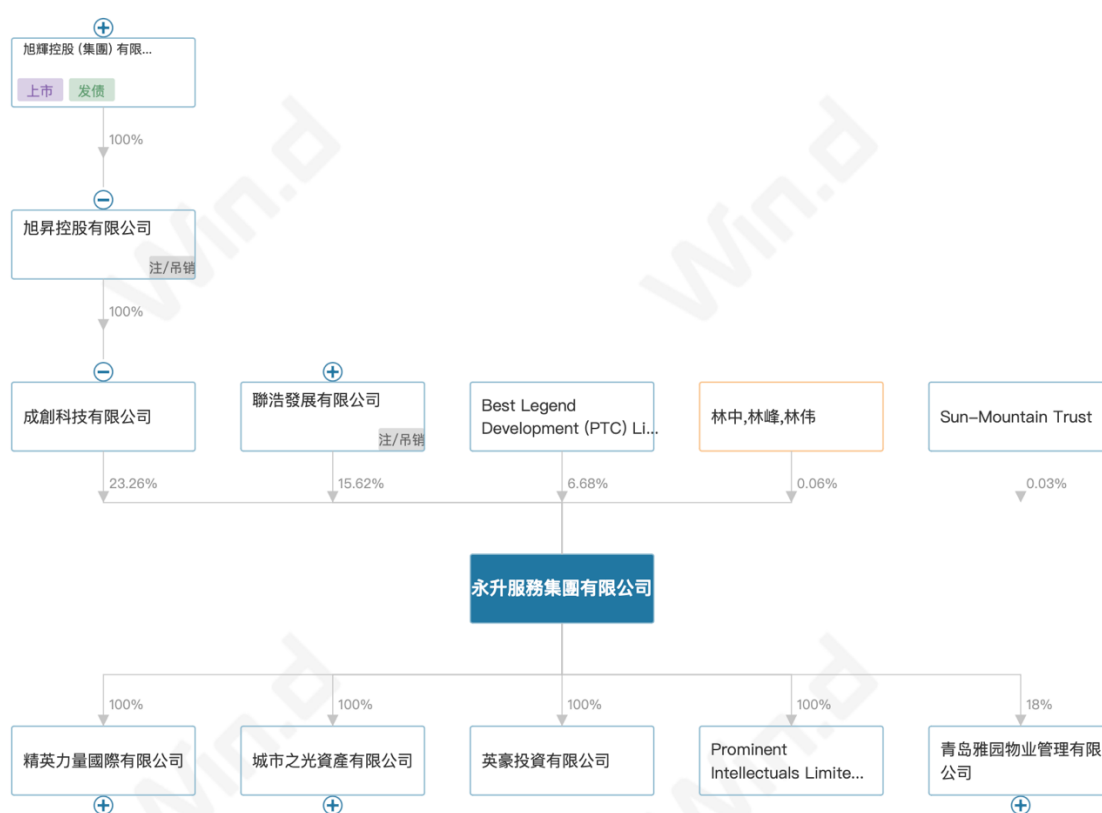 旭輝控股 (集團) 有限...
上市 发债
100%
旭昇控股有限公司
注/吊销
100%
成創科技有限公司
聯浩發展有限公司
注/吊销
Best Legend
Development (PTC) Li...
林中,林峰,林伟
Sun-Mountain Trust
23.26%
15.62%
6.68%
0.06%
0.03%
永升服務集團有限公司
100%
100%
100%
100%
18%
精英力量國際有限公司
城市之光資產有限公司
英豪投資有限公司
Prominent
Intellectuals Limite...
青岛雅园物业管理有限
公司
Win.d
Win.d
Win.d
Win.d